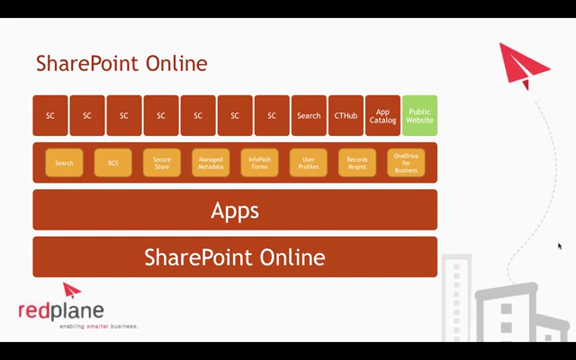 SharePoint Online
SC SC SC SC SC SC SC Search CTHub App Catalog Public Website
Search BCS Secure Store Managed Metadata InfoPath Forms User Profiles Records Mngmt OneDrive for Business
Apps
SharePoint Online
redplane
enabling smarter business.